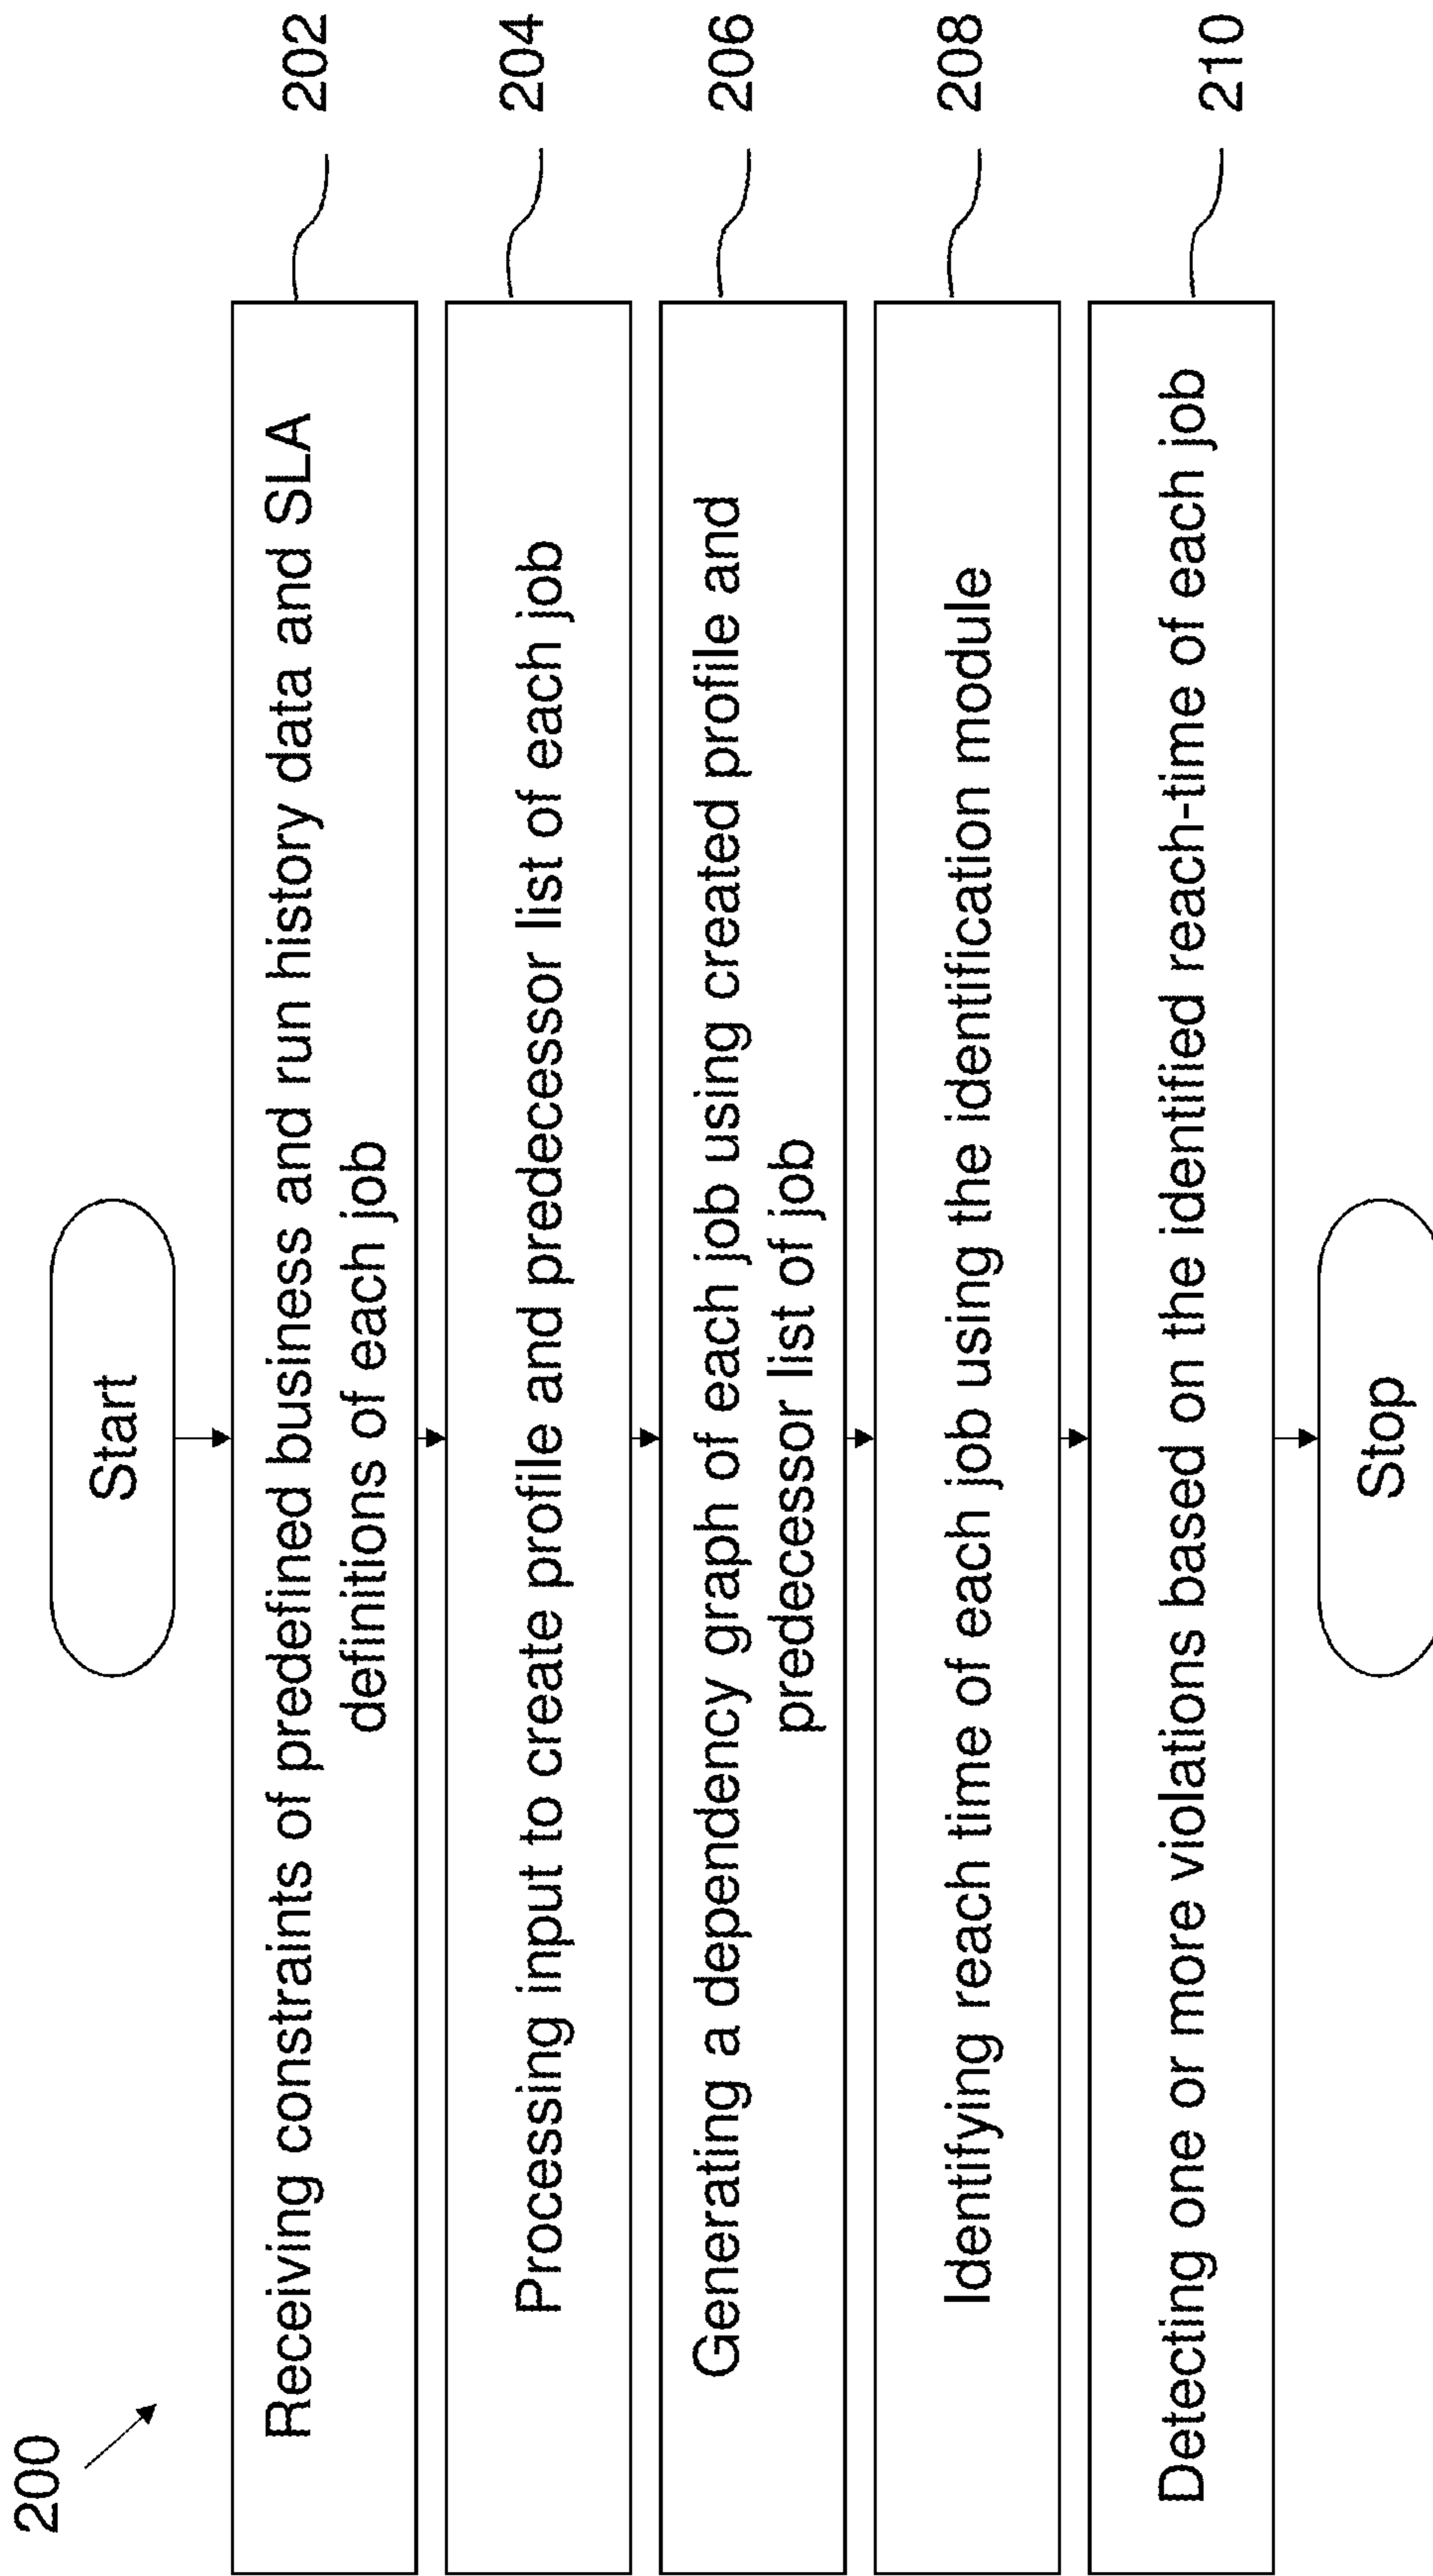 200
Start
Receiving constraints of predefined business and run history data and SLA
definitions of each job
202
Processing input to create profile and predecessor list of each job
204
Generating a dependency graph of each job using created profile and
predecessor list of job
206
Identifying reach time of each job using the identification module
208
Detecting one or more violations based on the identified reach-time of each job
210
Stop